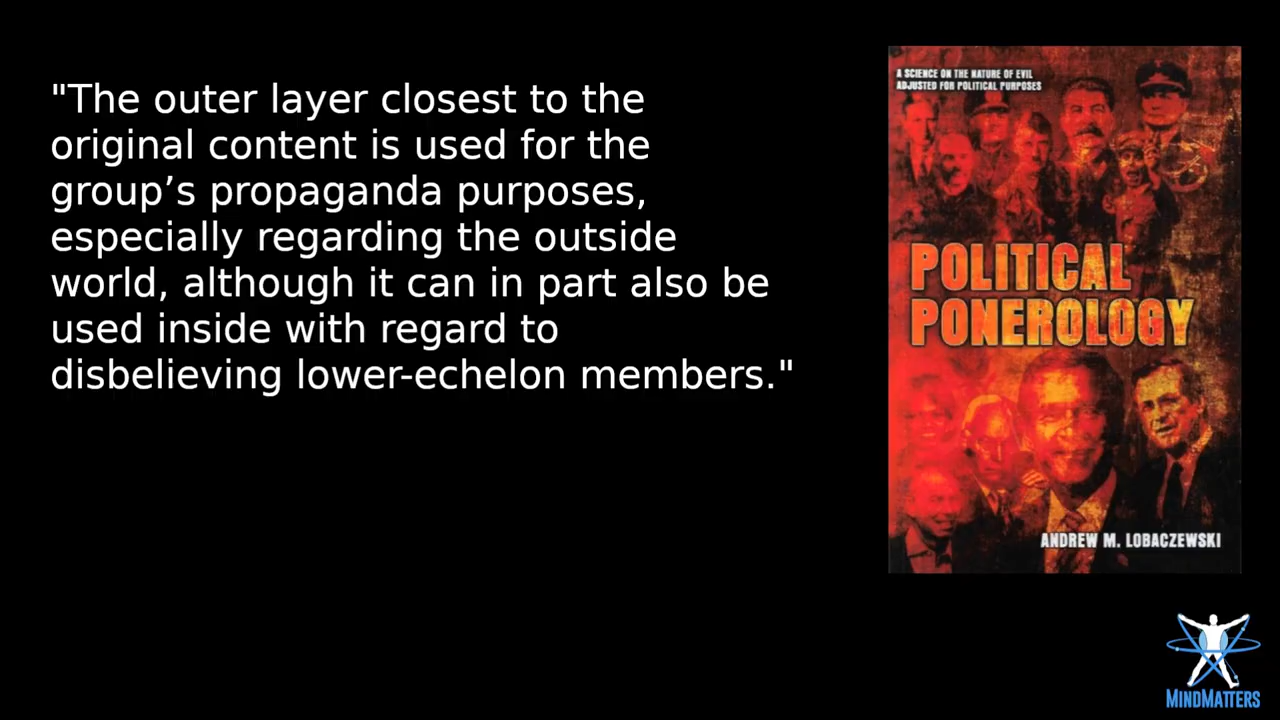 "The outer layer closest to the
original content is used for the
group’s propaganda purposes,
especially regarding the outside
world, although it can in part also be
used inside with regard to
disbelieving lower-echelon members."
A SCIENCE ON THE NATURE OF EVIL
ADJUSTED FOR POLITICAL PURPOSES
POLITICAL
PONEROLOGY
ANDREW M. LOBACZEWSKI
MINDMATTERS